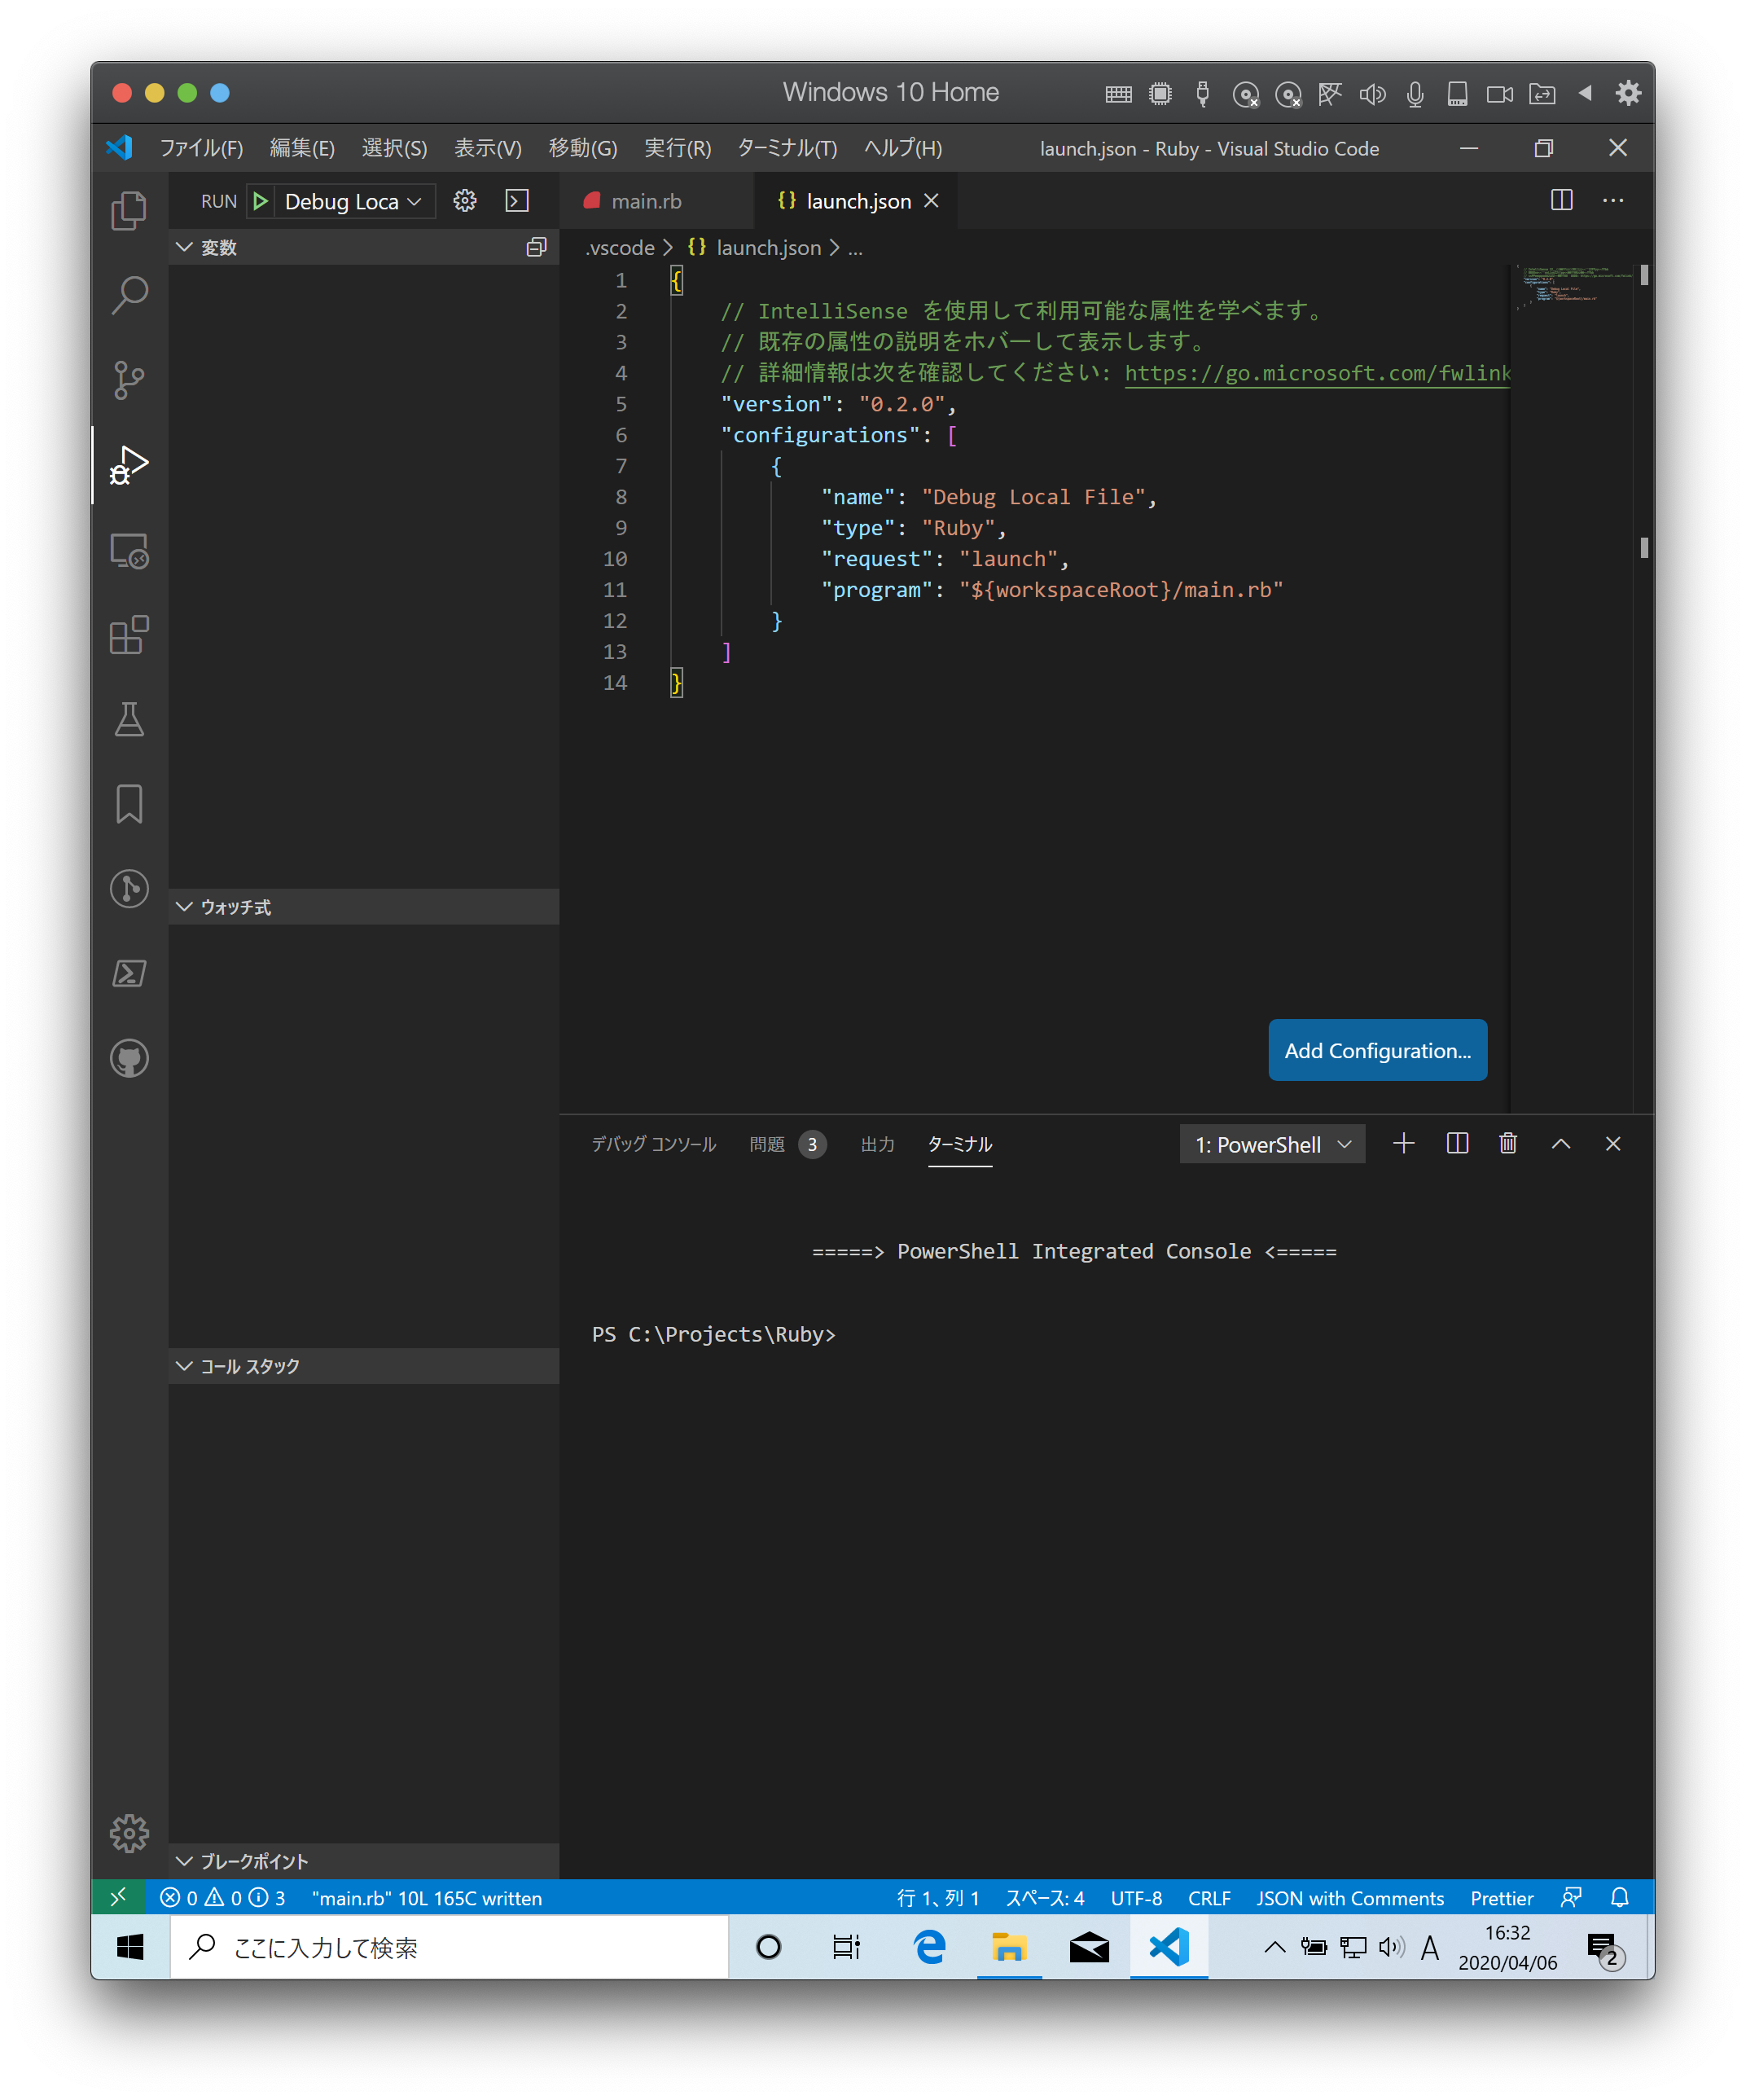 Windows 10 Home
ファイル(F) 編集(E) 選択(S) 表示(V) 移動(G) 実行(R) ターミナル(T) ヘルプ(H) launch.json - Ruby - Visual Studio Code
RUN Debug Loca
main.rb
launch.json
変数
.vscode > {} launch.json > ...
1 {
2 // IntelliSense を使用して利用可能な属性を学べます。
3 // 既存の属性の説明をホバーして表示します。
4 // 詳細情報は次を確認してください: https://go.microsoft.com/fwlink
5 "version": "0.2.0",
6 "configurations": [
7 {
8 "name": "Debug Local File",
9 "type": "Ruby",
10 "request": "launch",
11 "program": "${workspaceRoot}/main.rb"
12 }
13 ]
14 }
ウォッチ式
Add Configuration...
デバッグ コンソール 問題 3 出力 ターミナル 1: PowerShell
=====> PowerShell Integrated Console <=====
PS C:\Projects\Ruby>
コール スタック
ブレークポイント
0 0 3 "main.rb" 10L 165C written 行 1、列 1 スペース: 4 UTF-8 CRLF JSON with Comments Prettier
ここに入力して検索
A
16:32
2020/04/06
2